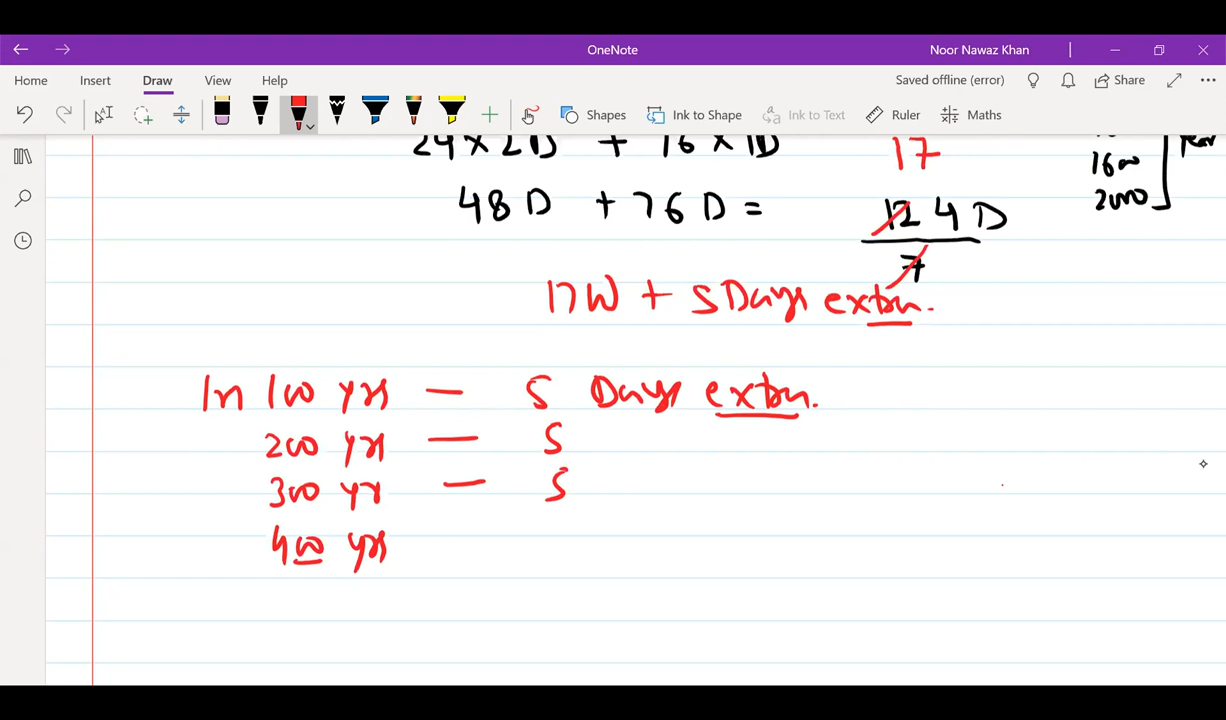 OneNote
Noor Nawaz Khan
Home Insert Draw View Help
Saved offline (error)
Share
Shapes
Ink to Shape
Ink to Text
Ruler
Maths
24 x 2D + 76 x 1D
17
1600
2000
year
48 D + 76 D =
124 D
7
17W + 5 Days extra.
In 100 yrs — 5 Days extra.
200 yrs — 5
300 yr — 5
400 yrs